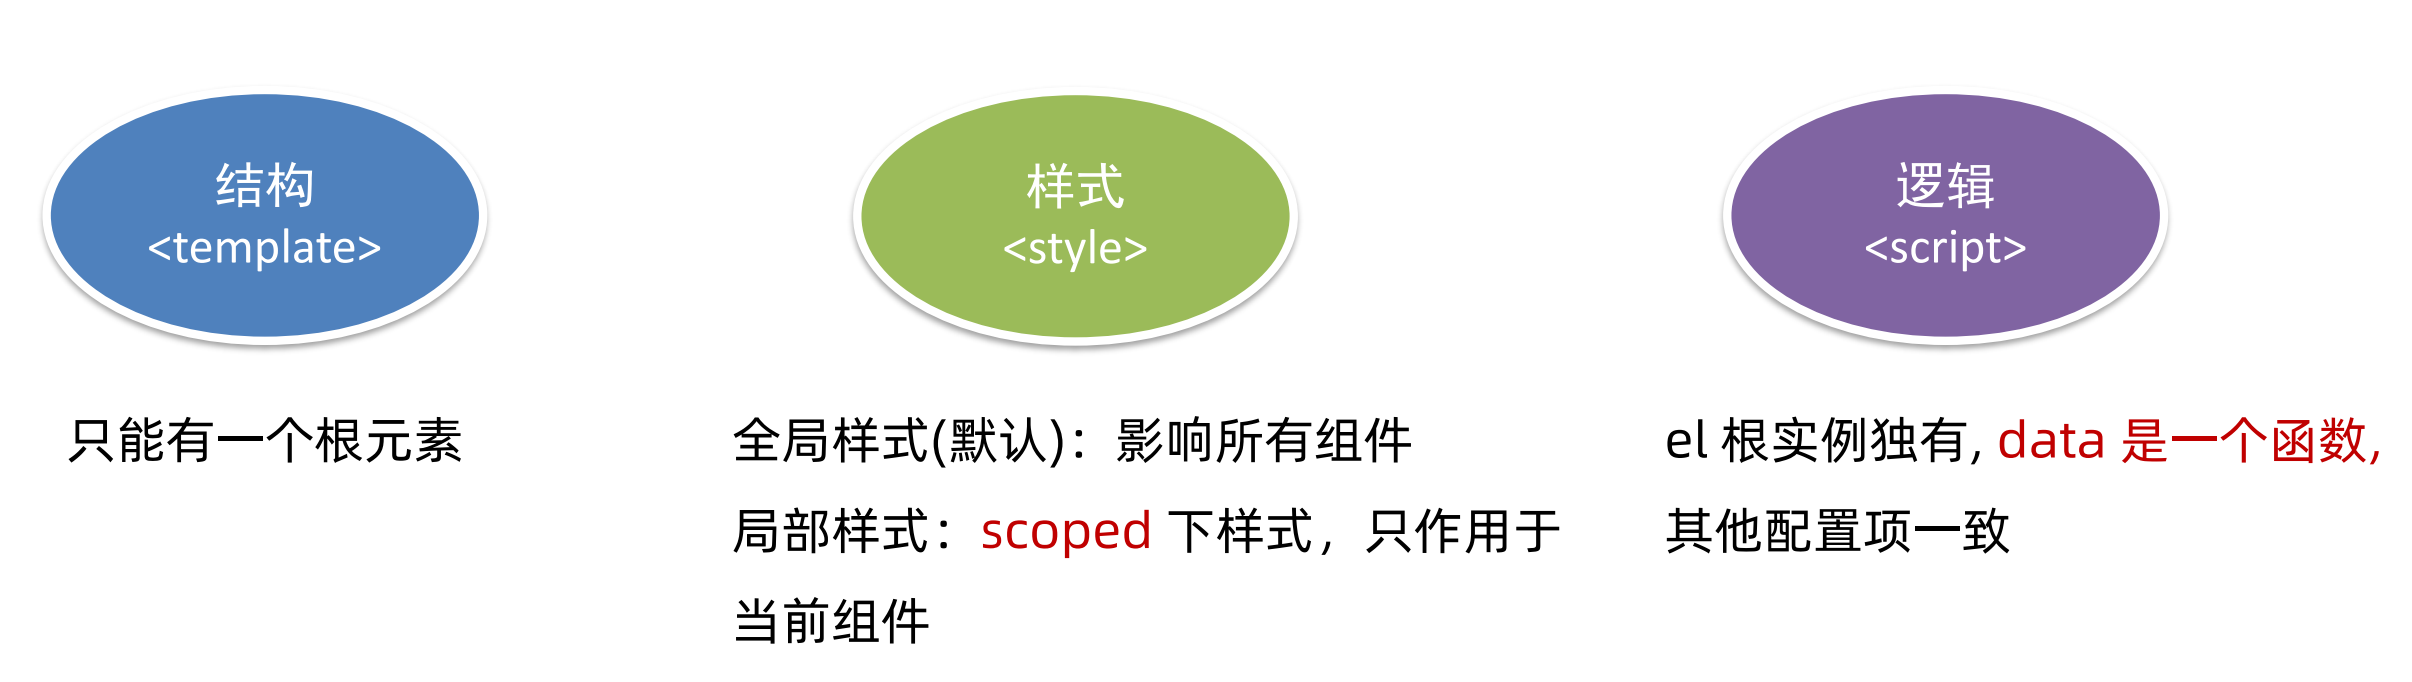 结构
<template>
只能有一个根元素
样式
<style>
全局样式(默认)：影响所有组件
局部样式：scoped 下样式，只作用于
当前组件
逻辑
<script>
el 根实例独有, data 是一个函数,
其他配置项一致